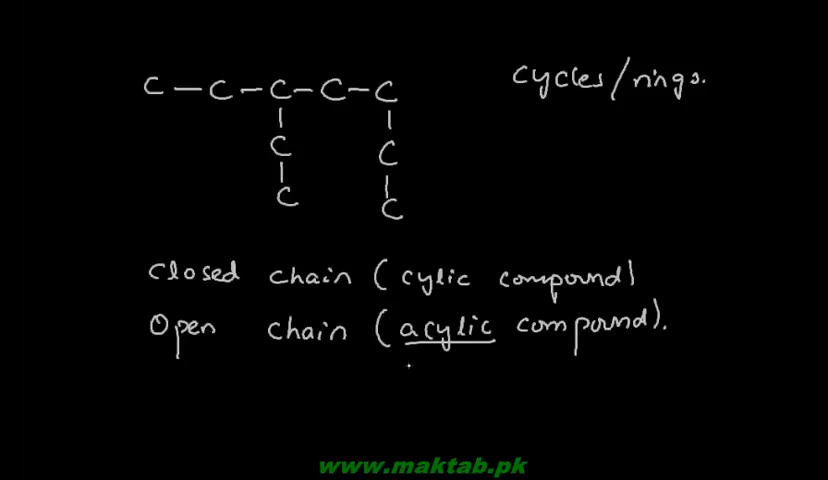 C — C — C — C — C
cycles/rings.
C C
C C
closed chain (cylic compound)
Open chain (acylic compound).
www.maktab.pk